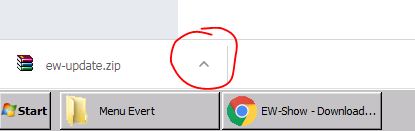 ew-update.zip
Start
Menu Evert
EW-Show - Download...